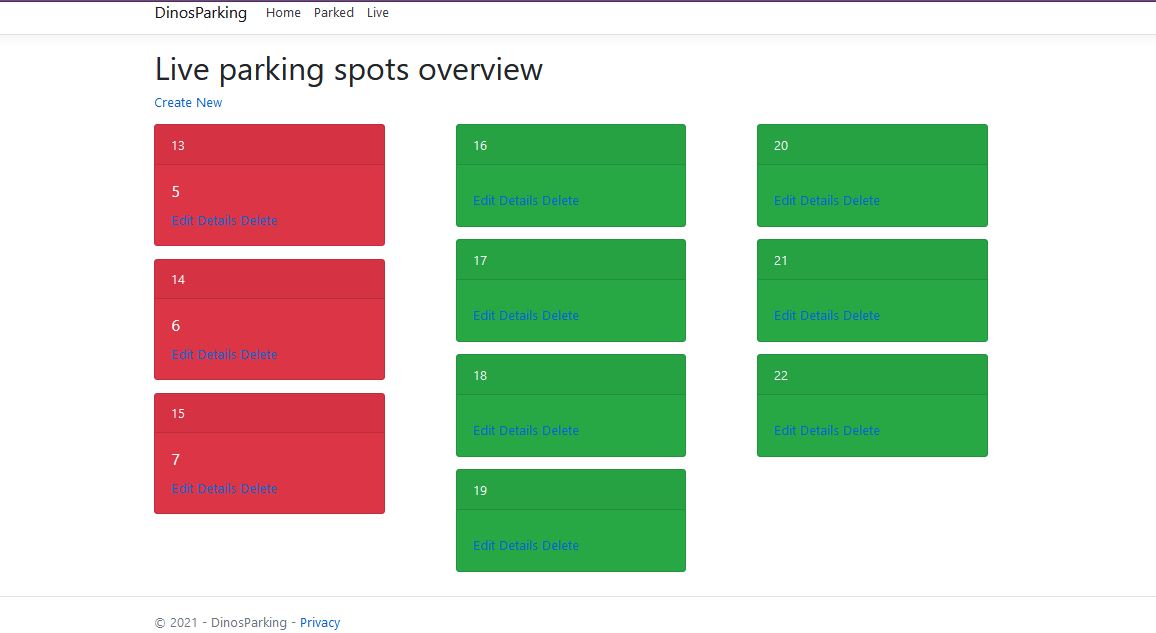 DinosParking Home Parked Live
Live parking spots overview
Create New
13
5
Edit Details Delete
14
6
Edit Details Delete
15
7
Edit Details Delete
16
Edit Details Delete
17
Edit Details Delete
18
Edit Details Delete
19
Edit Details Delete
20
Edit Details Delete
21
Edit Details Delete
22
Edit Details Delete
© 2021 - DinosParking - Privacy